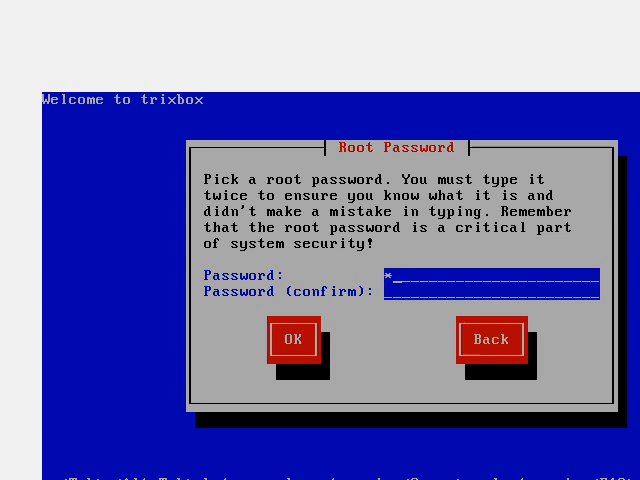 Welcome to trixbox
Root Password
Pick a root password. You must type it
twice to ensure you know what it is and
didn't make a mistake in typing. Remember
that the root password is a critical part
of system security!
Password: *_______________________
Password (confirm): ________________________
OK Back